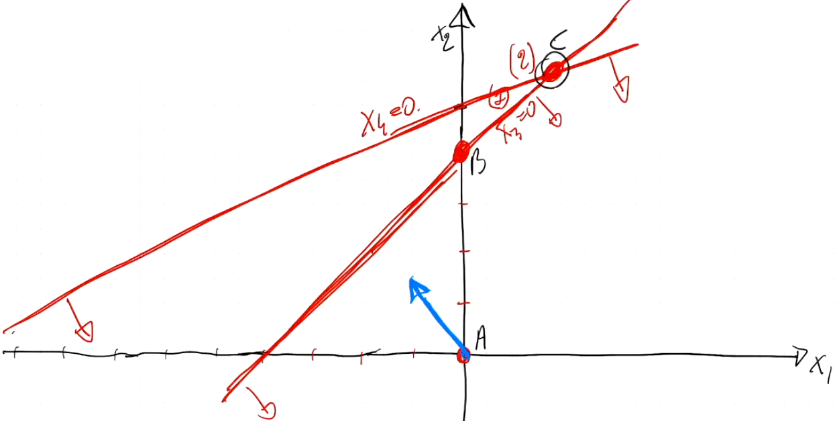 x₂
C
(2)
(1)
x₄=0.
x₃=0
B
A
x₁